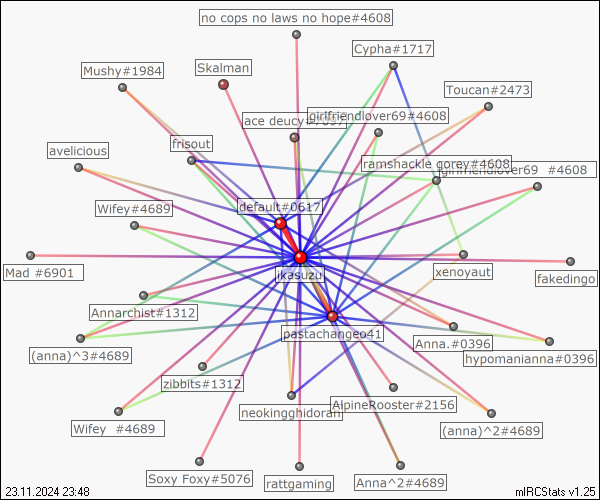 no cops no laws no hope#4608
Cypha#1717
Mushy#1984
Skalman
Toucan#2473
ace deucy
girlfriendlover69#4608
frisout
avelicious
ramshackle gorey#4608
girlfriendlover69 #4608
default#0617
Wifey#4689
Mad #6901
ikasuzu
xenoyaut
fakedingo
Annarchist#1312
pastachangeo41
Anna.#0396
(anna)^3#4689
hypomanianna#0396
zibbits#1312
neokingghidorah
AlpineRooster#2156
Wifey #4689
(anna)^2#4689
Soxy Foxy#5076
rattgaming
Anna^2#4689
23.11.2024 23:48
mIRCStats v1.25